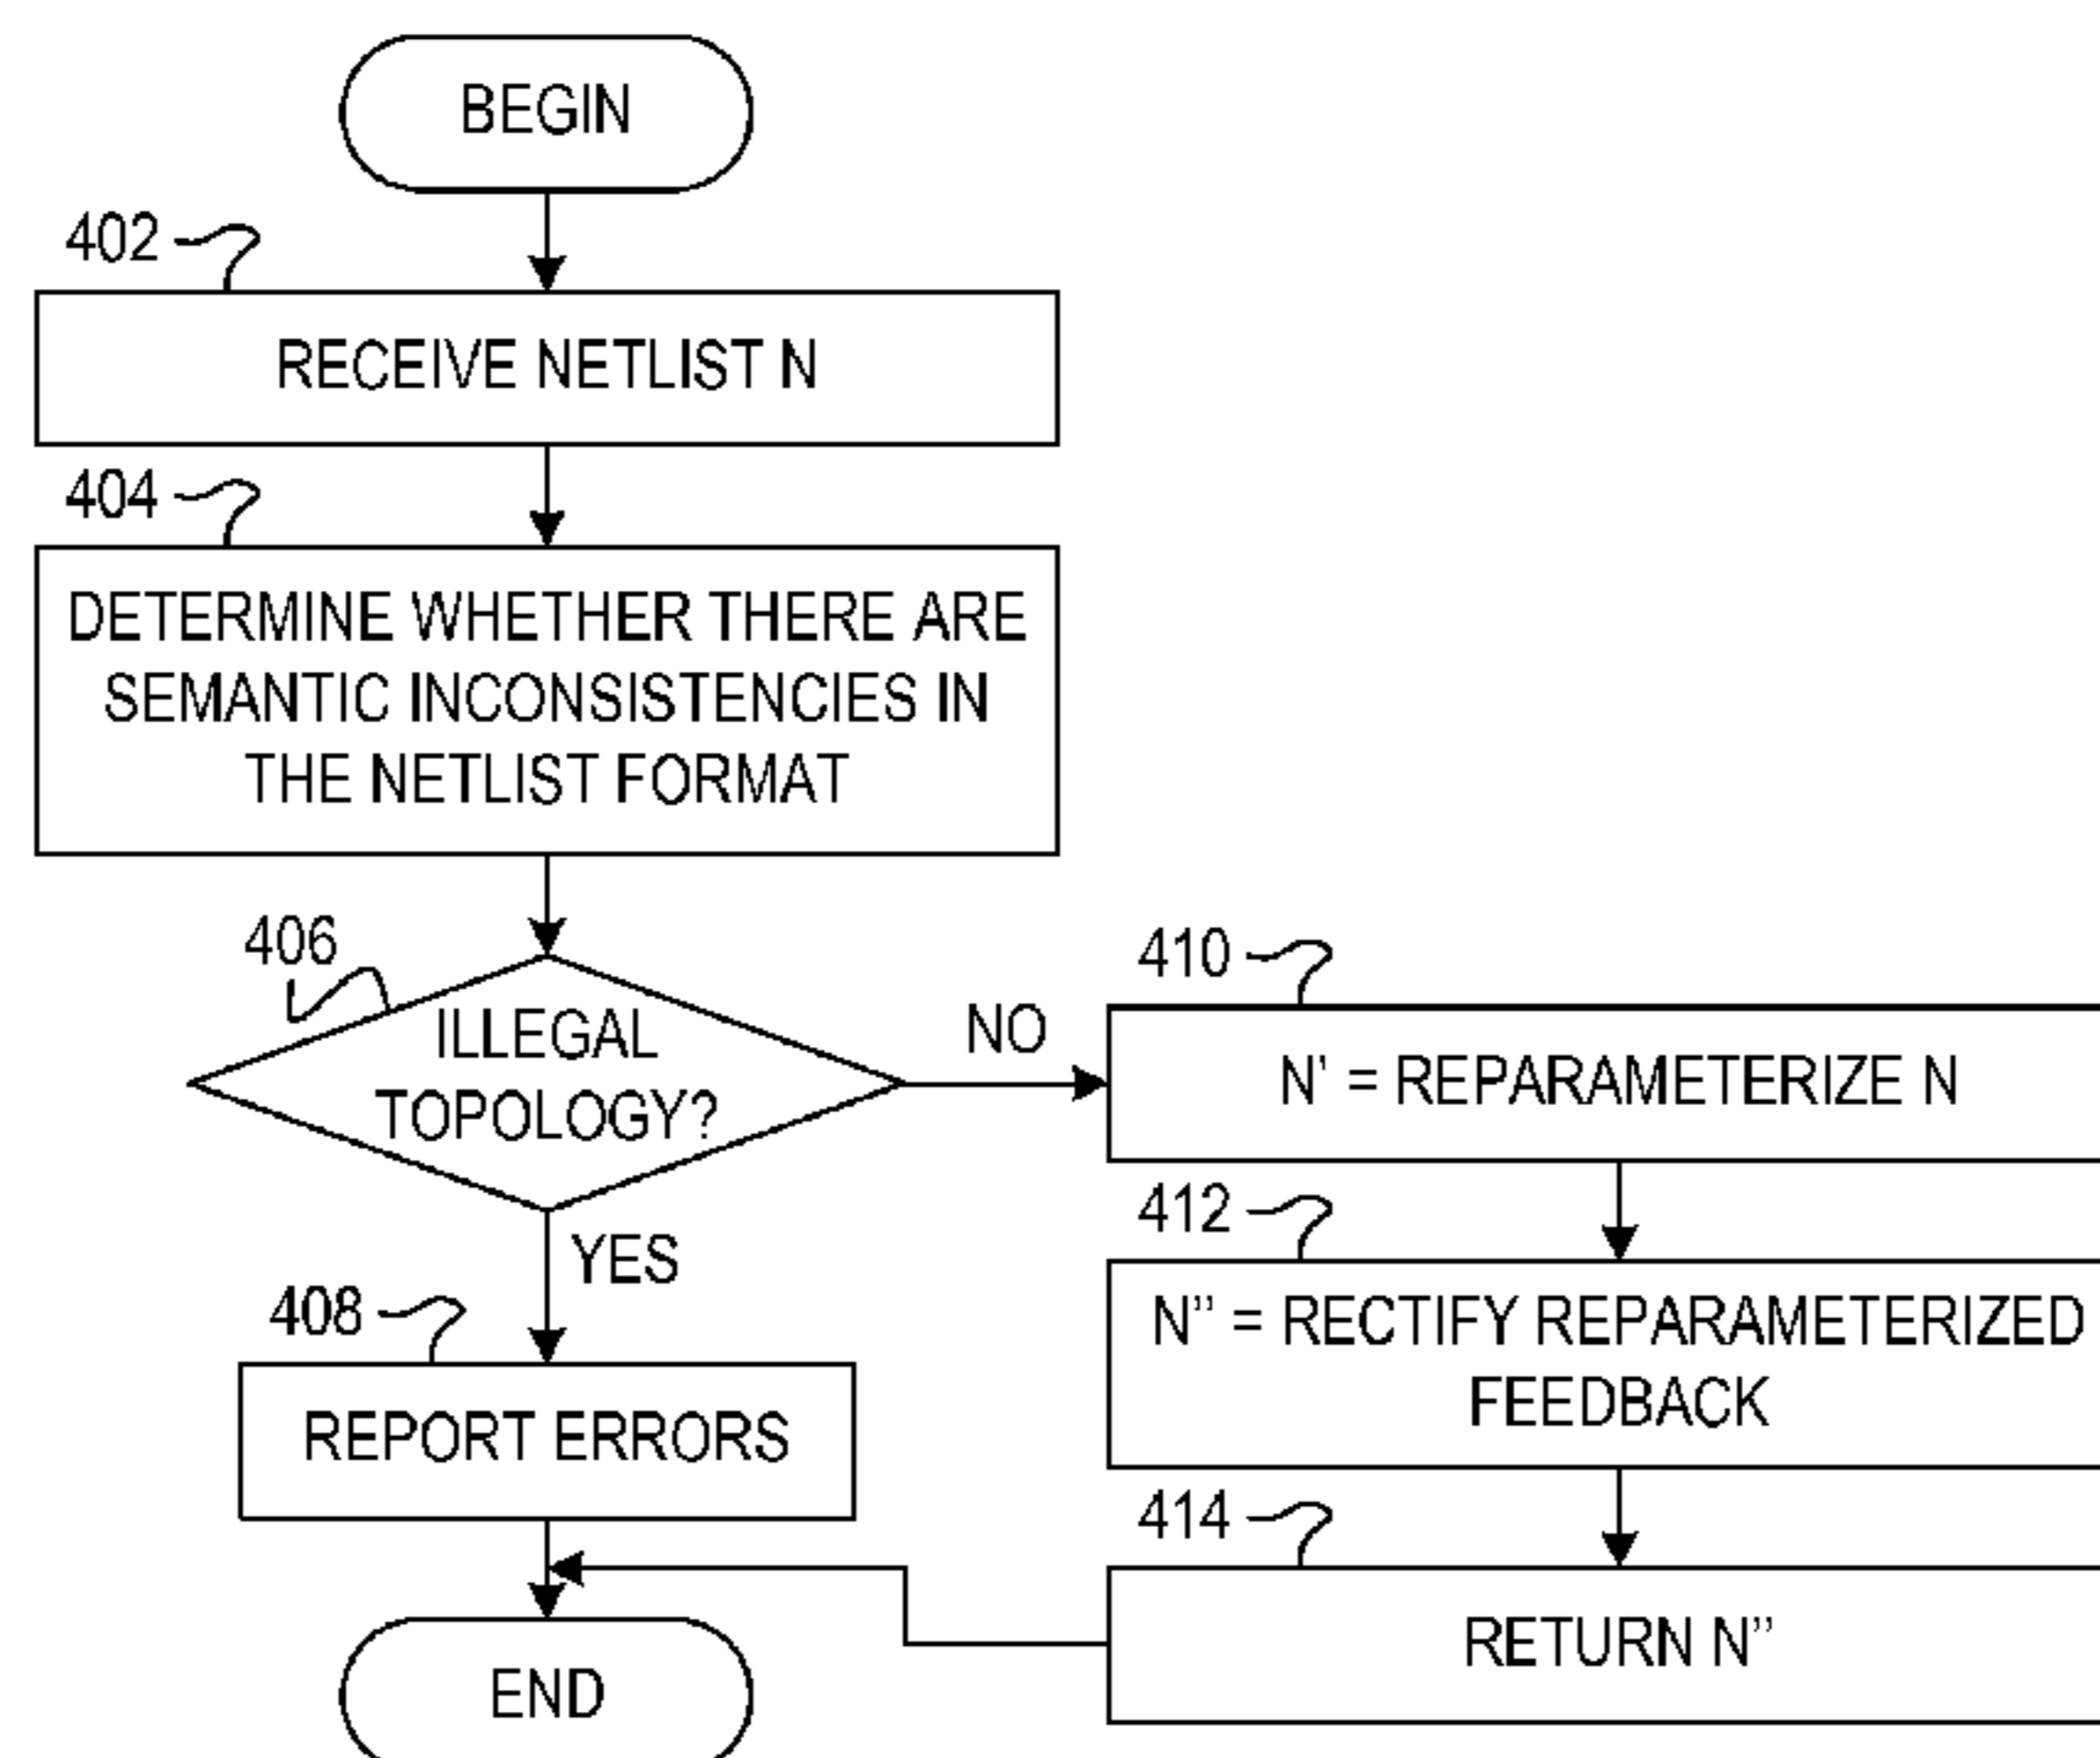 BEGIN
402
RECEIVE NETLIST N
404
DETERMINE WHETHER THERE ARE
SEMANTIC INCONSISTENCIES IN
THE NETLIST FORMAT
406
ILLEGAL
TOPOLOGY?
NO
YES
408
REPORT ERRORS
410
N' = REPARAMETERIZE N
412
N'' = RECTIFY REPARAMETERIZED
FEEDBACK
414
RETURN N''
END